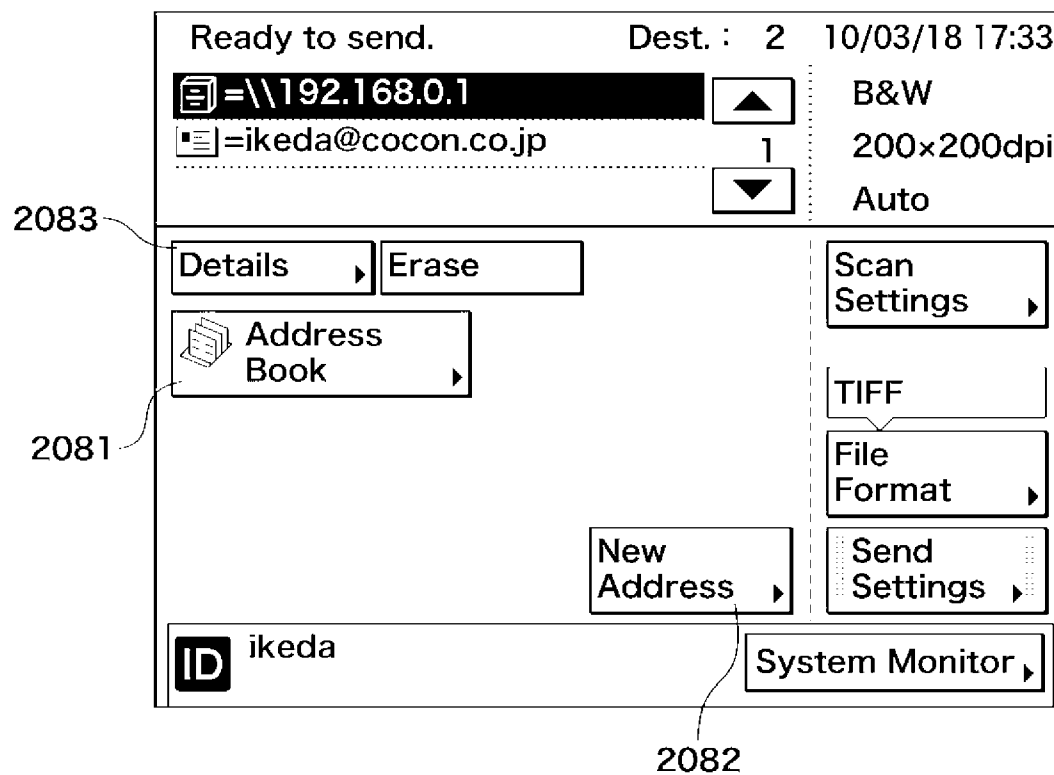 Ready to send. Dest. : 2 10/03/18 17:33
=\\192.168.0.1
B&W
=ikeda@cocon.co.jp
1
200×200dpi
Auto
2083
Details
Erase
Scan
Settings
Address
Book
TIFF
2081
File
Format
New
Address
Send
Settings
ID
ikeda
System Monitor
2082